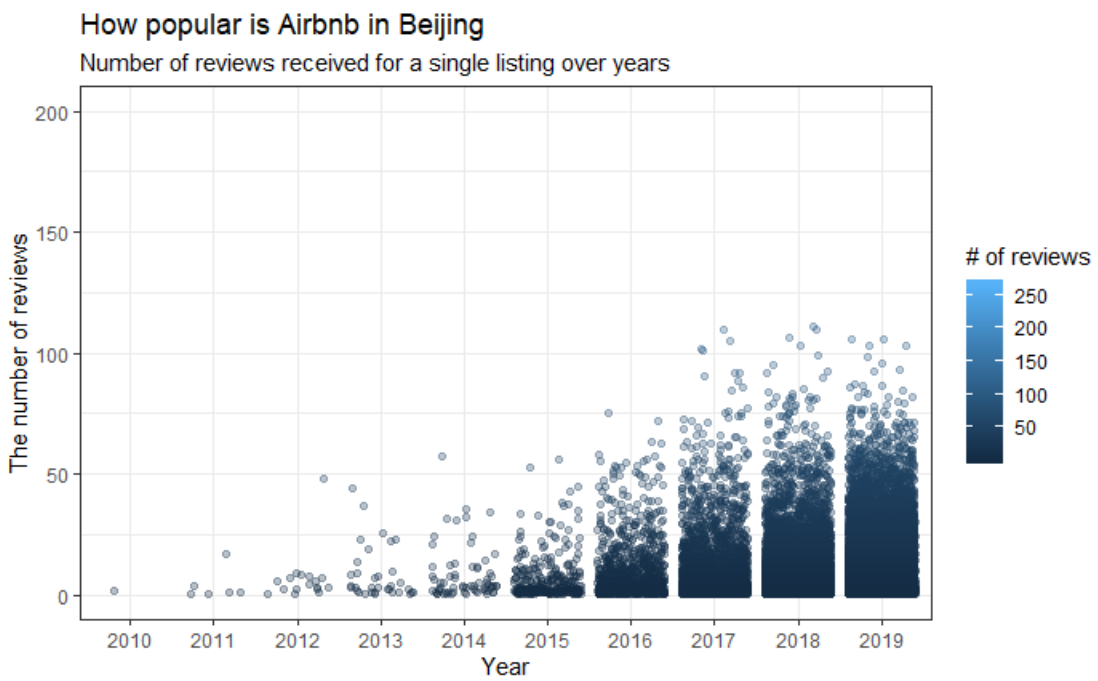 How popular is Airbnb in Beijing
Number of reviews received for a single listing over years
200
150
100
50
0
The number of reviews
2010 2011 2012 2013 2014 2015 2016 2017 2018 2019
Year
# of reviews
250
200
150
100
50